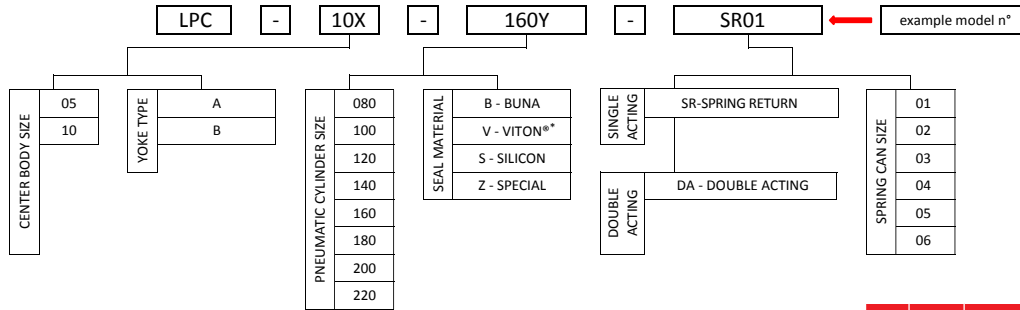 LPC - 10X - 160Y - SR01 example model n°
CENTER BODY SIZE
05
10
YOKE TYPE
A
B
PNEUMATIC CYLINDER SIZE
080
100
120
140
160
180
200
220
SEAL MATERIAL
B - BUNA
V - VITON®*
S - SILICON
Z - SPECIAL
SINGLE
ACTING
SR-SPRING RETURN
DOUBLE
ACTING
DA - DOUBLE ACTING
SPRING CAN SIZE
01
02
03
04
05
06